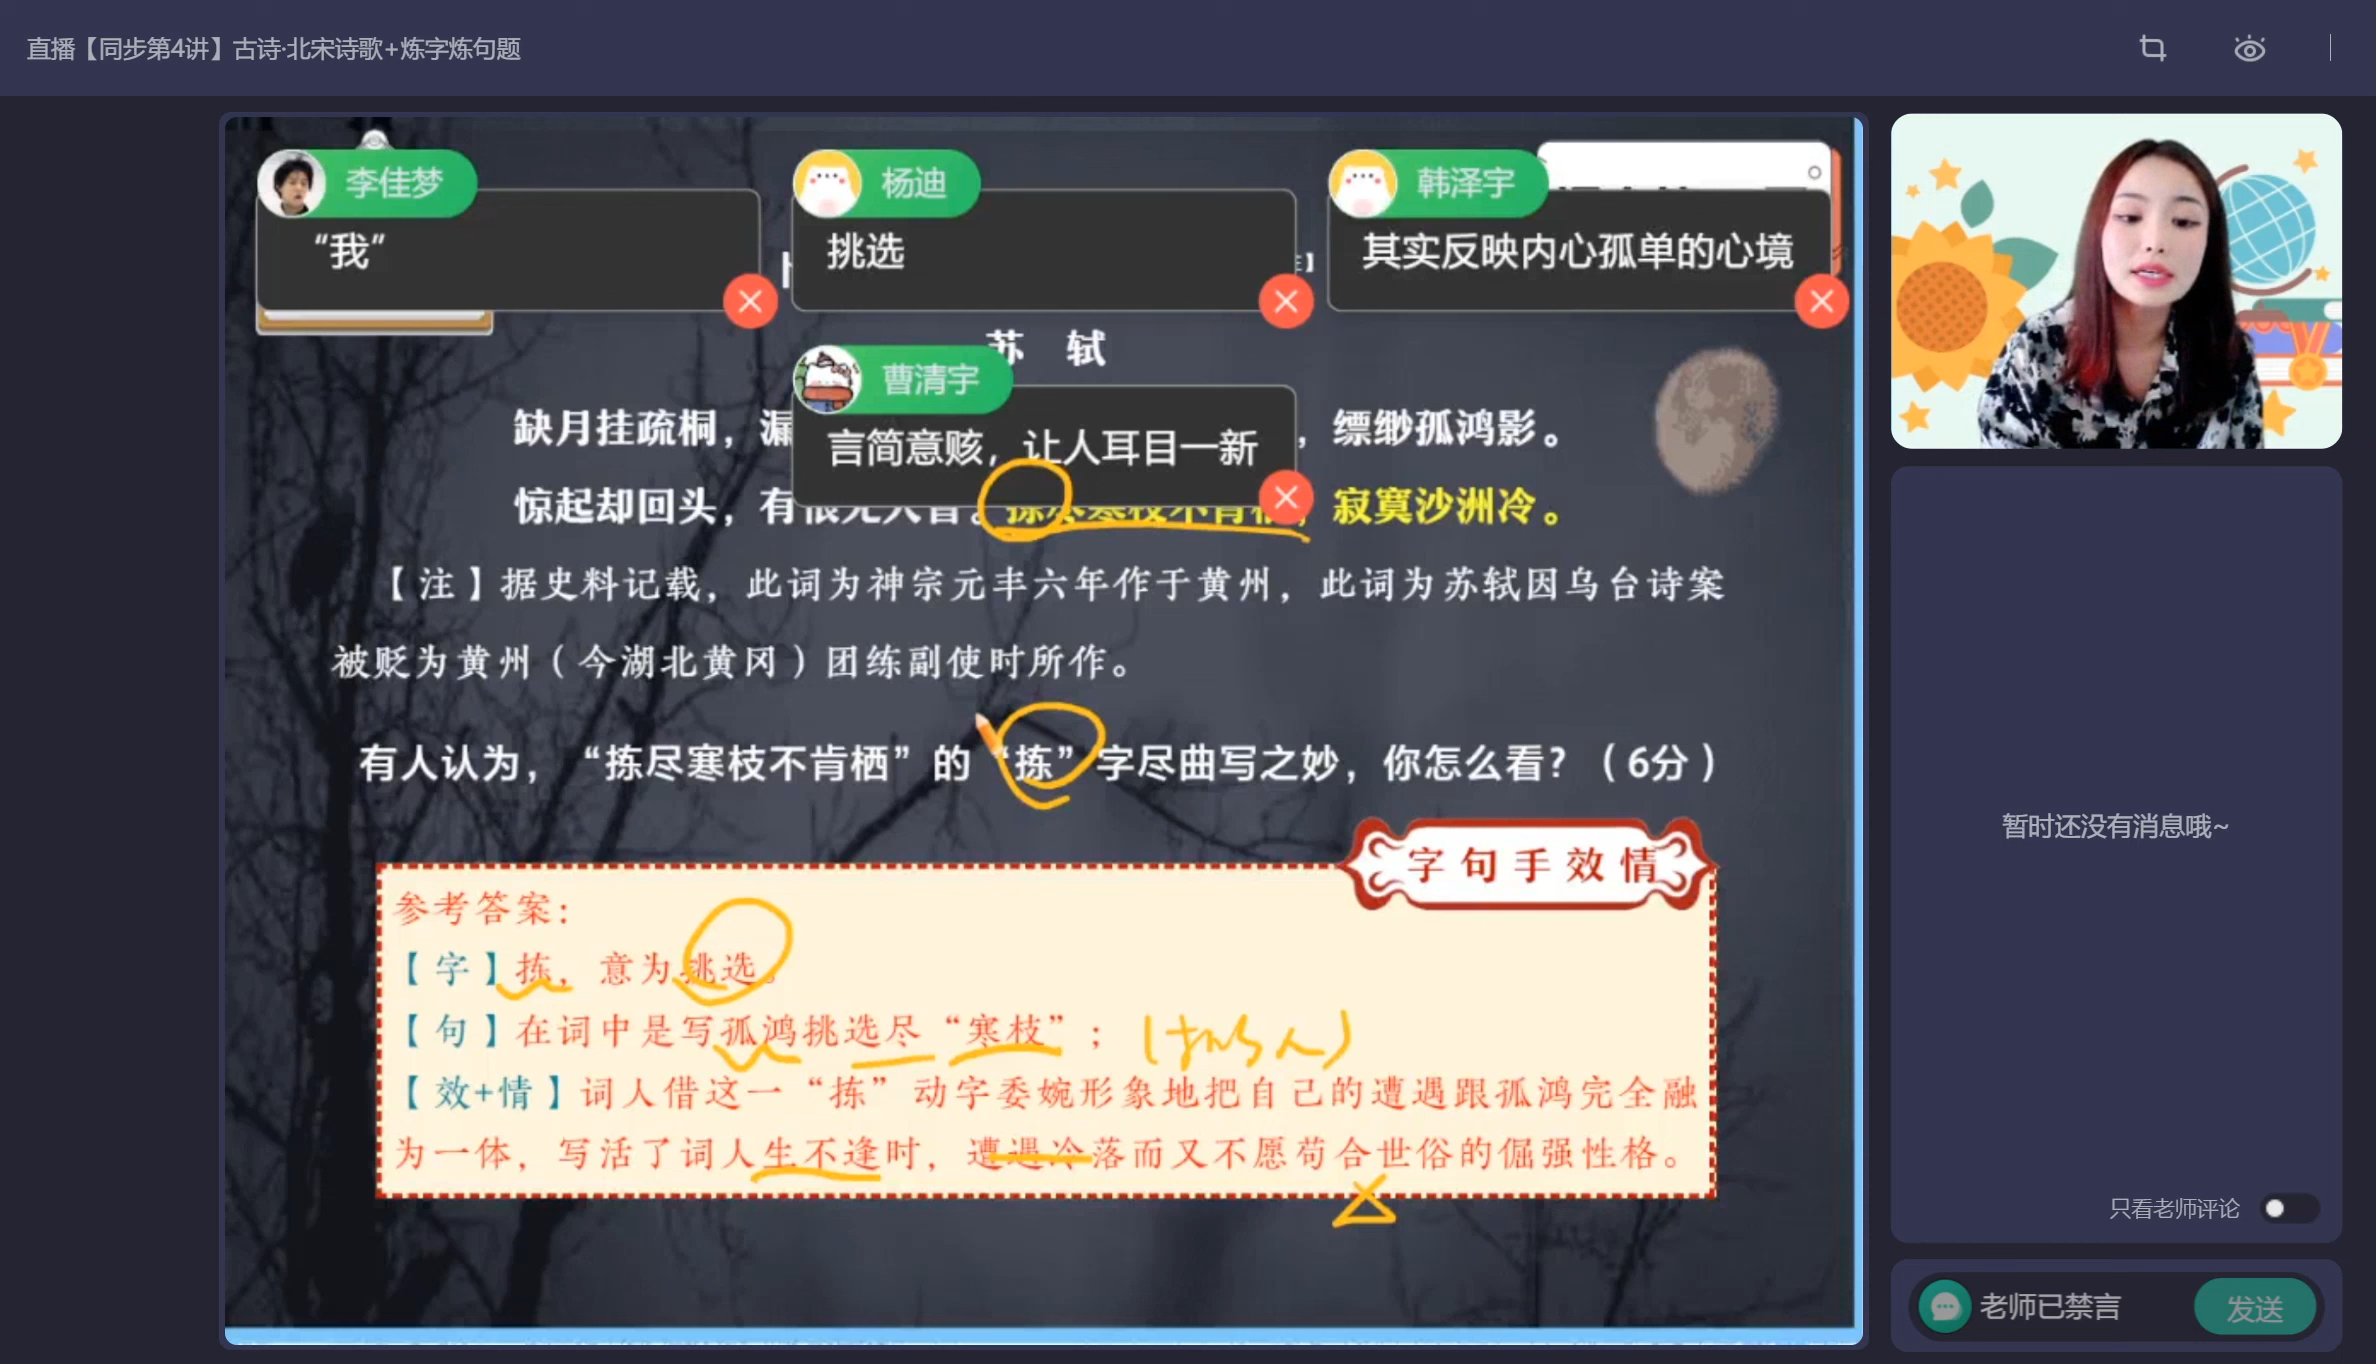 直播【同步第4讲】古诗·北宋诗歌+炼字炼句题
李佳梦
杨迪
韩泽宇
“我”
挑选
其实反映内心孤单的心境
苏 轼
曹清宇
言简意赅，让人耳目一新
缺月挂疏桐，漏
，缥缈孤鸿影。
惊起却回头，有恨无人省。拣尽寒枝不肯栖，寂寞沙洲冷。
【注】据史料记载，此词为神宗元丰六年作于黄州，此词为苏轼因乌台诗案
被贬为黄州（今湖北黄冈）团练副使时所作。
有人认为，“拣尽寒枝不肯栖”的“拣”字尽曲写之妙，你怎么看？（6分）
字句手效情
参考答案：
【字】拣，意为挑选。
【句】在词中是写孤鸿挑选尽“寒枝”；
【效+情】词人借这一“拣”动字委婉形象地把自己的遭遇跟孤鸿完全融
为一体，写活了词人生不逢时，遭遇冷落而又不愿苟合世俗的倔强性格。
暂时还没有消息哦~
只看老师评论
老师已禁言
发送